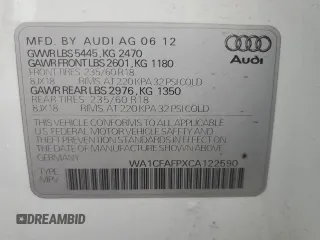 MFD. BY AUDI AG 06 12
GVWR LBS 5445, KG 2470
GAWR FRONT LBS 2601, KG 1180
FRONT TIRES 235/60 R18
8JX18 RIMS AT 220 KPA 32 PSI COLD
GAWR REAR LBS 2976, KG 1350
REAR TIRES 235/60 R18
8JX18 RIMS, AT 220 KPA 32 PSI COLD
Audi
THIS VEHICLE CONFORMS TO ALL APPLICABLE
FEDERAL MOTOR VEHICLE SAFETY AND
THEFT PREVENTION STANDARDS IN EFFECT ON
THE DATE OF MANUFACTURE SHOWN ABOVE.
WA1CFAFPXCA122590
TYPE:
MPV
DREAMBID